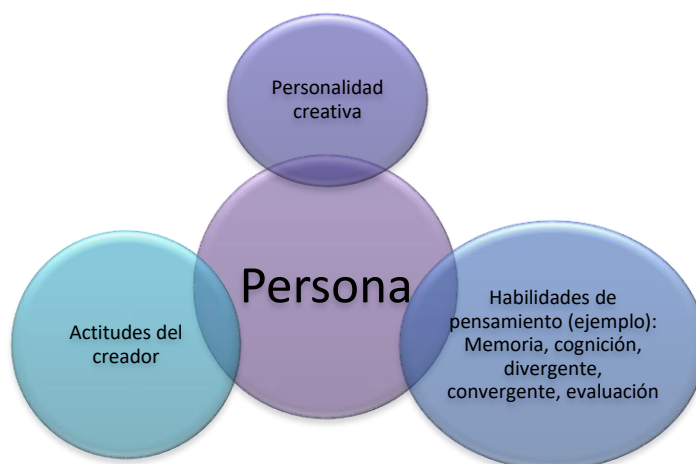 Personalidad
creativa
Persona
Actitudes del
creador
Habilidades de
pensamiento (ejemplo):
Memoria, cognición,
divergente,
convergente, evaluación